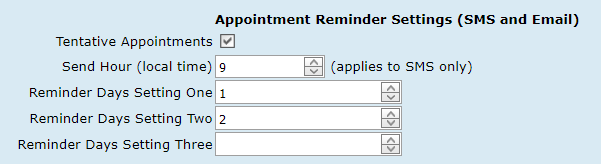 Appointment Reminder Settings (SMS and Email)
Tentative Appointments
Send Hour (local time) 9 (applies to SMS only)
Reminder Days Setting One 1
Reminder Days Setting Two 2
Reminder Days Setting Three